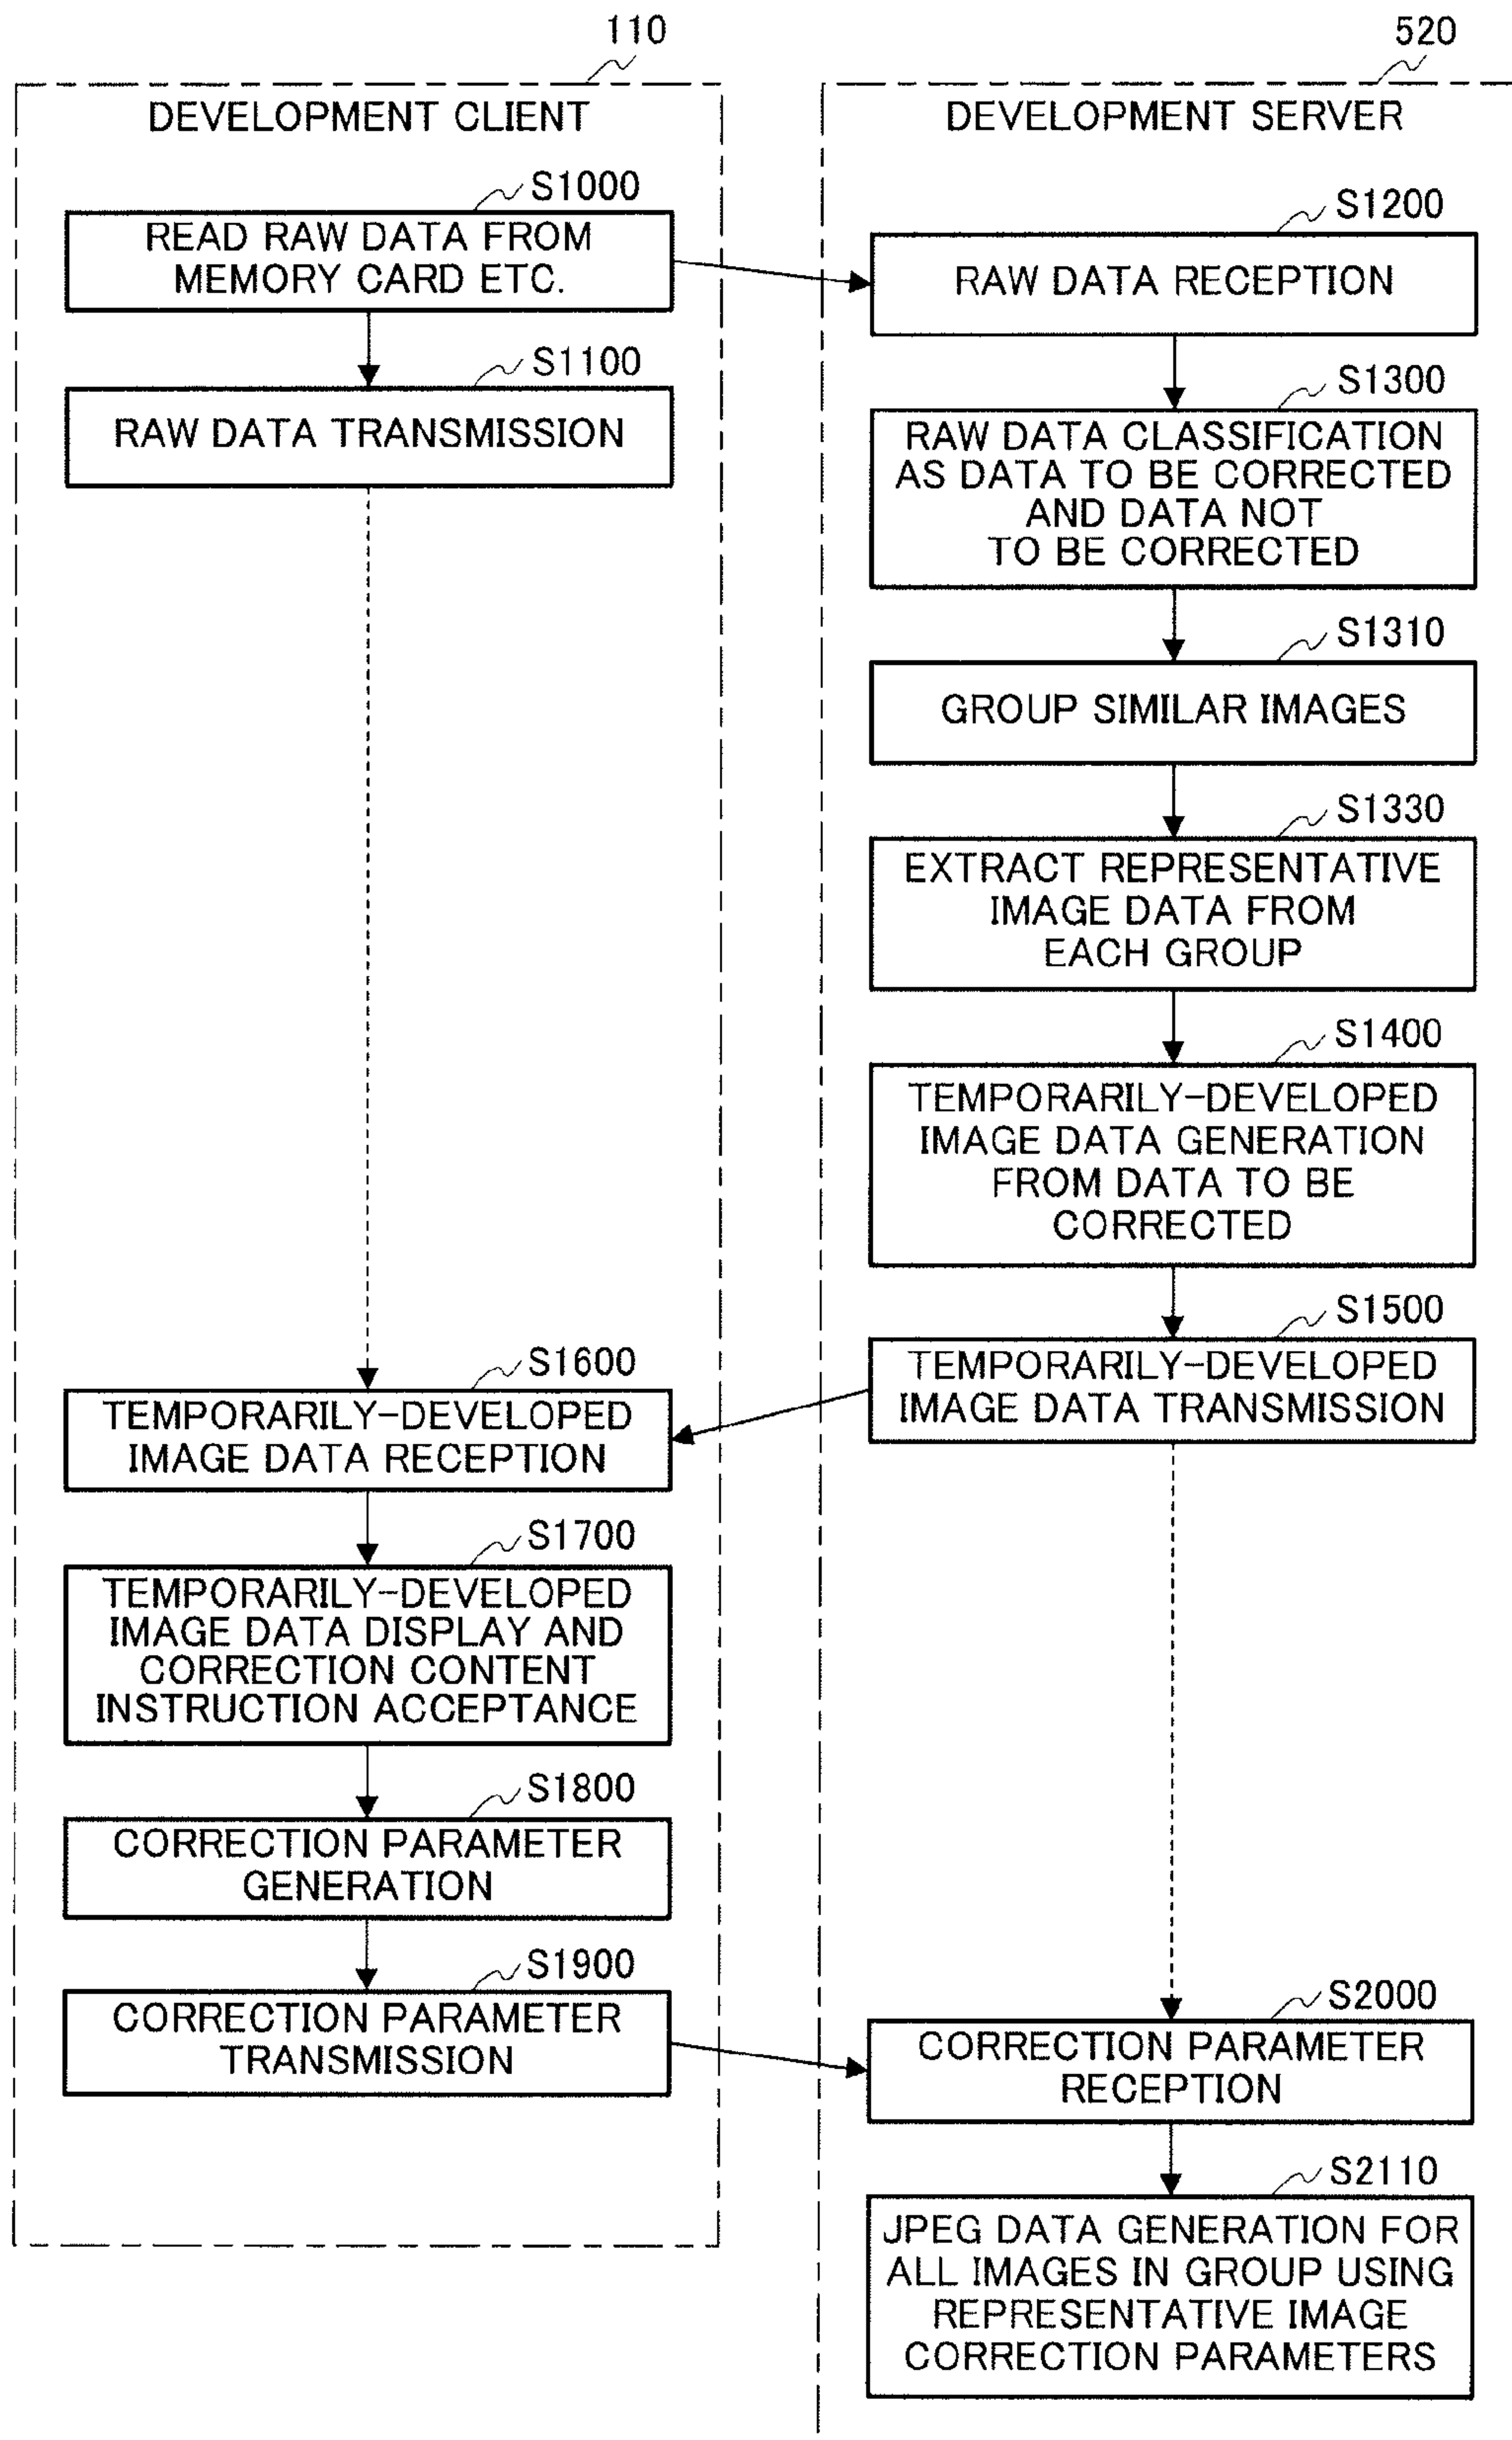 110
DEVELOPMENT CLIENT
S1000
READ RAW DATA FROM
MEMORY CARD ETC.
S1100
RAW DATA TRANSMISSION
S1600
TEMPORARILY-DEVELOPED
IMAGE DATA RECEPTION
S1700
TEMPORARILY-DEVELOPED
IMAGE DATA DISPLAY AND
CORRECTION CONTENT
INSTRUCTION ACCEPTANCE
S1800
CORRECTION PARAMETER
GENERATION
S1900
CORRECTION PARAMETER
TRANSMISSION
520
DEVELOPMENT SERVER
S1200
RAW DATA RECEPTION
S1300
RAW DATA CLASSIFICATION
AS DATA TO BE CORRECTED
AND DATA NOT
TO BE CORRECTED
S1310
GROUP SIMILAR IMAGES
S1330
EXTRACT REPRESENTATIVE
IMAGE DATA FROM
EACH GROUP
S1400
TEMPORARILY-DEVELOPED
IMAGE DATA GENERATION
FROM DATA TO BE
CORRECTED
S1500
TEMPORARILY-DEVELOPED
IMAGE DATA TRANSMISSION
S2000
CORRECTION PARAMETER
RECEPTION
S2110
JPEG DATA GENERATION FOR
ALL IMAGES IN GROUP USING
REPRESENTATIVE IMAGE
CORRECTION PARAMETERS